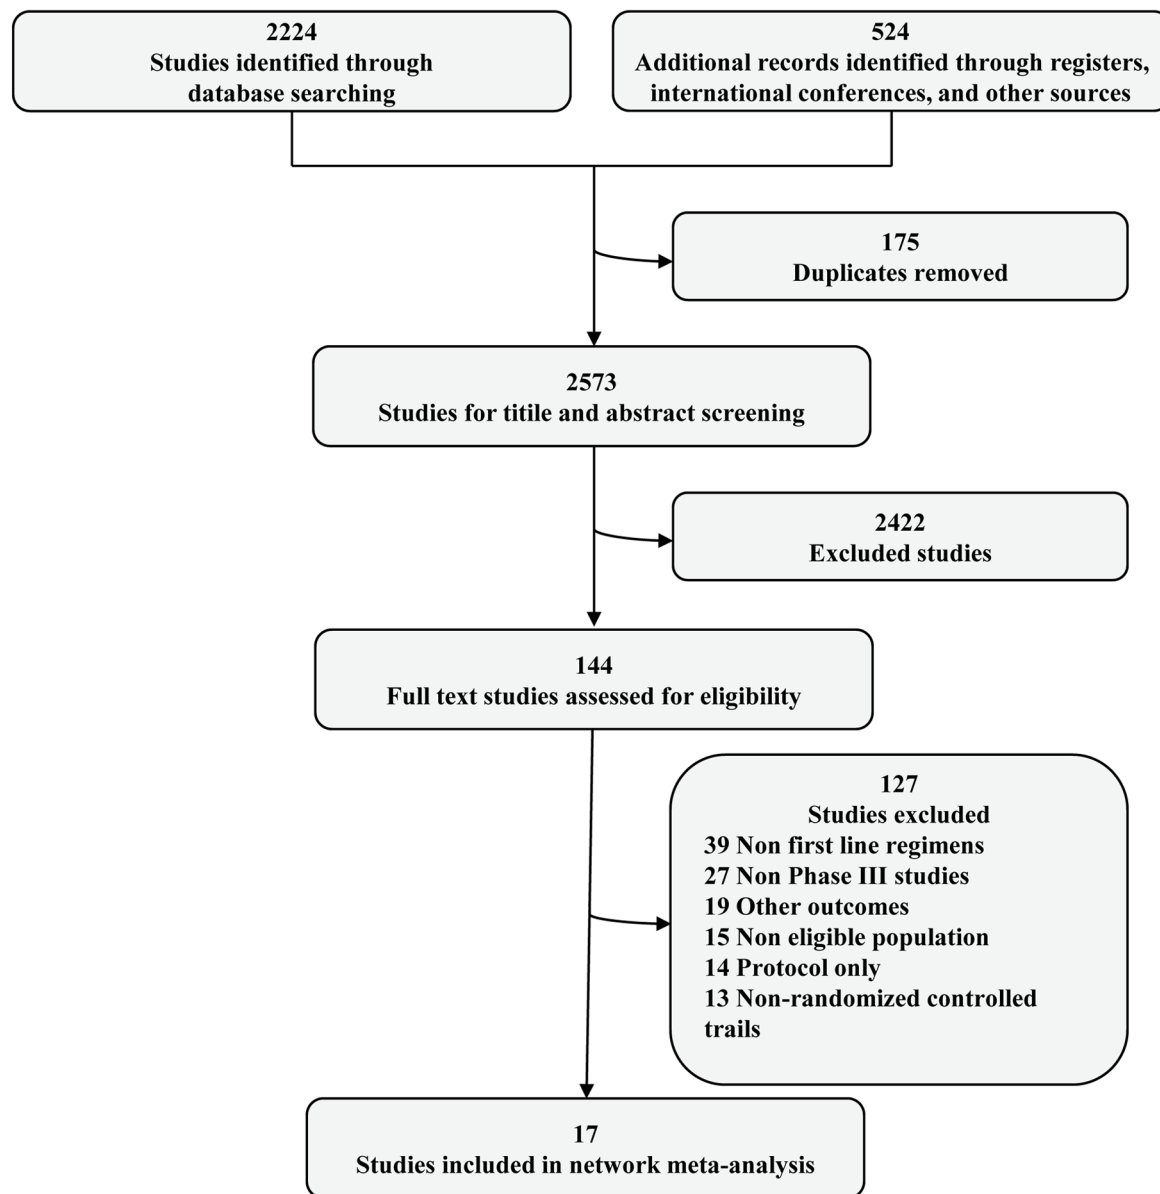 2224
Studies identified through
database searching
524
Additional records identified through registers,
international conferences, and other sources
175
Duplicates removed
2573
Studies for titile and abstract screening
2422
Excluded studies
144
Full text studies assessed for eligibility
127
Studies excluded
39 Non first line regimens
27 Non Phase III studies
19 Other outcomes
15 Non eligible population
14 Protocol only
13 Non-randomized controlled
trails
17
Studies included in network meta-analysis